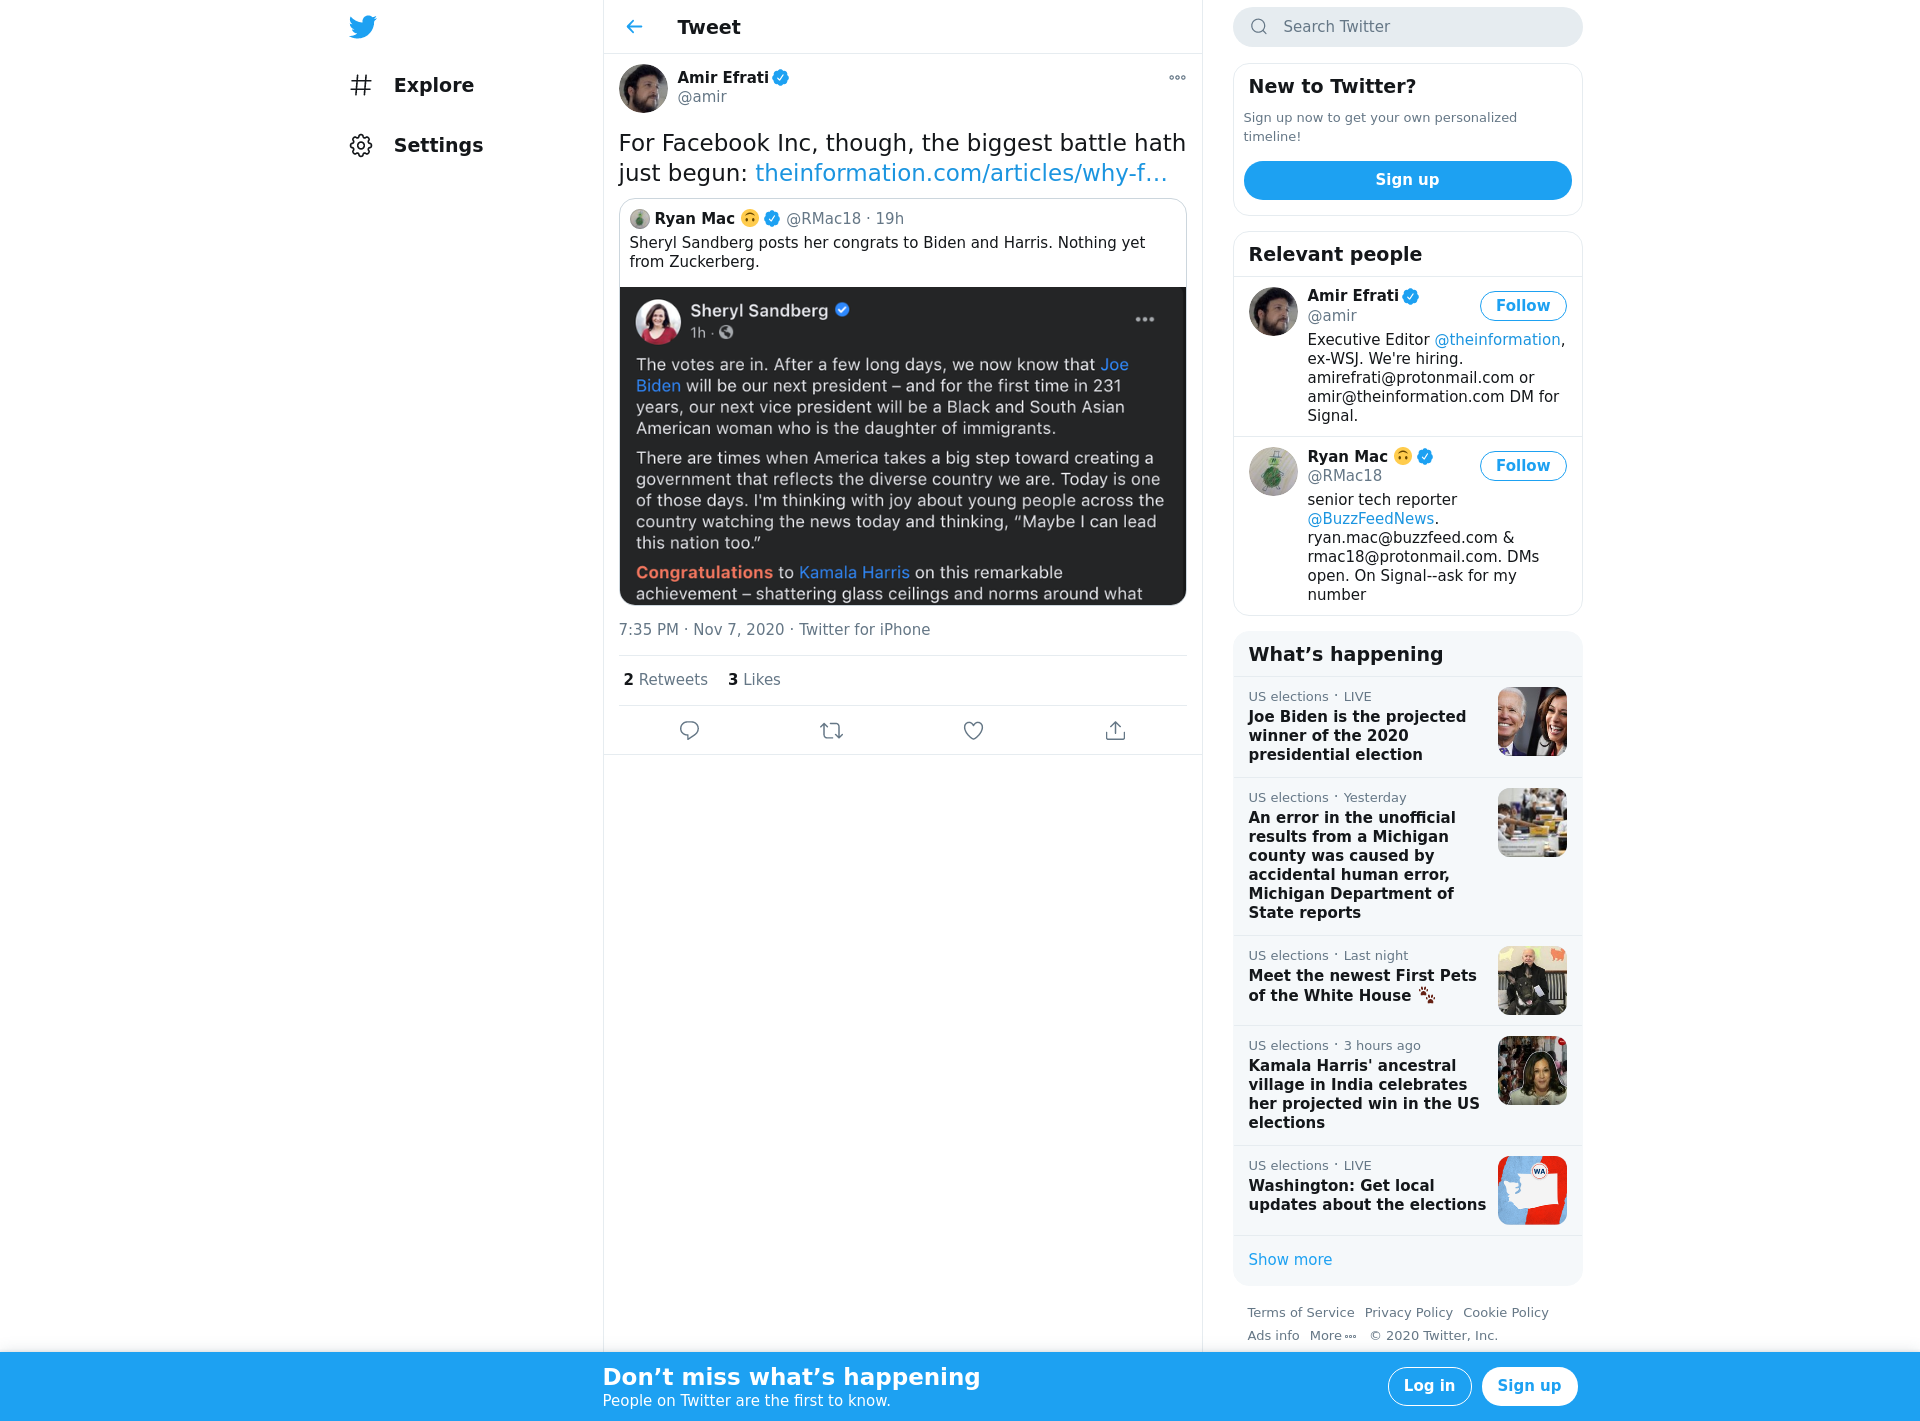 Explore
Settings
Tweet
Amir Efrati
@amir
For Facebook Inc, though, the biggest battle hath
just begun: theinformation.com/articles/why-f…
Ryan Mac 🙃 @RMac18 · 19h
Sheryl Sandberg posts her congrats to Biden and Harris. Nothing yet
from Zuckerberg.
Sheryl Sandberg
1h ·
The votes are in. After a few long days, we now know that Joe
Biden will be our next president – and for the first time in 231
years, our next vice president will be a Black and South Asian
American woman who is the daughter of immigrants.
There are times when America takes a big step toward creating a
government that reflects the diverse country we are. Today is one
of those days. I'm thinking with joy about young people across the
country watching the news today and thinking, “Maybe I can lead
this nation too.”
Congratulations to Kamala Harris on this remarkable
achievement – shattering glass ceilings and norms around what
7:35 PM · Nov 7, 2020 · Twitter for iPhone
2 Retweets 3 Likes
Search Twitter
New to Twitter?
Sign up now to get your own personalized
timeline!
Sign up
Relevant people
Amir Efrati
@amir
Follow
Executive Editor @theinformation,
ex-WSJ. We're hiring.
amirefrati@protonmail.com or
amir@theinformation.com DM for
Signal.
Ryan Mac 🙃
@RMac18
Follow
senior tech reporter
@BuzzFeedNews.
ryan.mac@buzzfeed.com &
rmac18@protonmail.com. DMs
open. On Signal--ask for my
number
What’s happening
US elections · LIVE
Joe Biden is the projected
winner of the 2020
presidential election
US elections · Yesterday
An error in the unofficial
results from a Michigan
county was caused by
accidental human error,
Michigan Department of
State reports
US elections · Last night
Meet the newest First Pets
of the White House 🐾
US elections · 3 hours ago
Kamala Harris' ancestral
village in India celebrates
her projected win in the US
elections
US elections · LIVE
Washington: Get local
updates about the elections
WA
Show more
Terms of Service Privacy Policy Cookie Policy
Ads info More © 2020 Twitter, Inc.
Don’t miss what’s happening
People on Twitter are the first to know.
Log in
Sign up